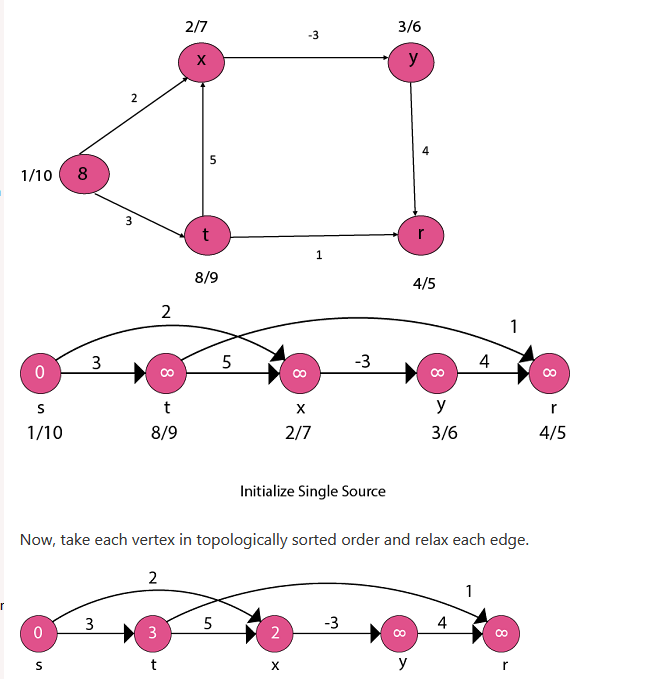 2/7 -3 3/6
x y
2
1/10 8 5 4
3
t r
1
8/9 4/5
2 1
3 5 -3 4
0 ∞ ∞ ∞ ∞
s t x y r
1/10 8/9 2/7 3/6 4/5
Initialize Single Source
Now, take each vertex in topologically sorted order and relax each edge.
2 1
3 5 -3 4
0 3 2 ∞ ∞
s t x y r